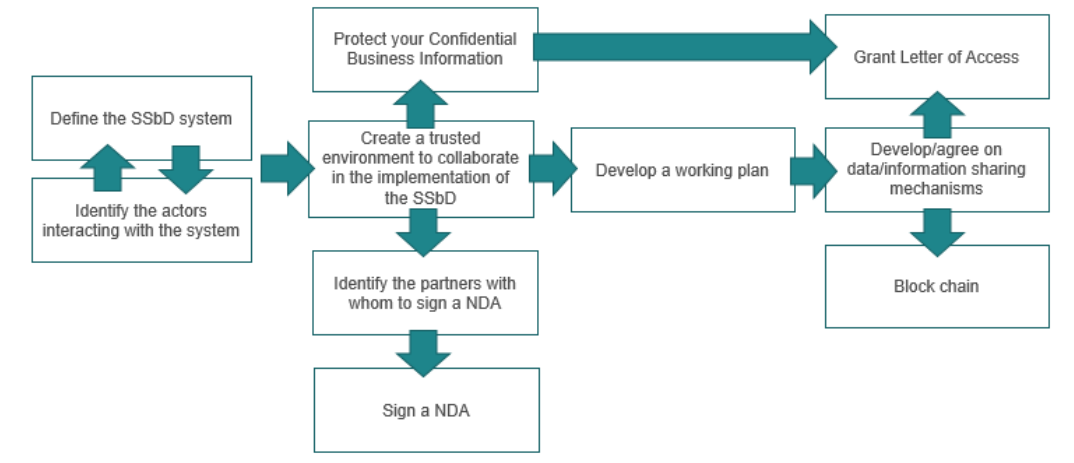 Define the SSbD system
Identify the actors
interacting with the system
Protect your Confidential
Business Information
Create a trusted
environment to collaborate
in the implementation of
the SSbD
Identify the partners with
whom to sign a NDA
Sign a NDA
Develop a working plan
Grant Letter of Access
Develop/agree on
data/information sharing
mechanisms
Block chain